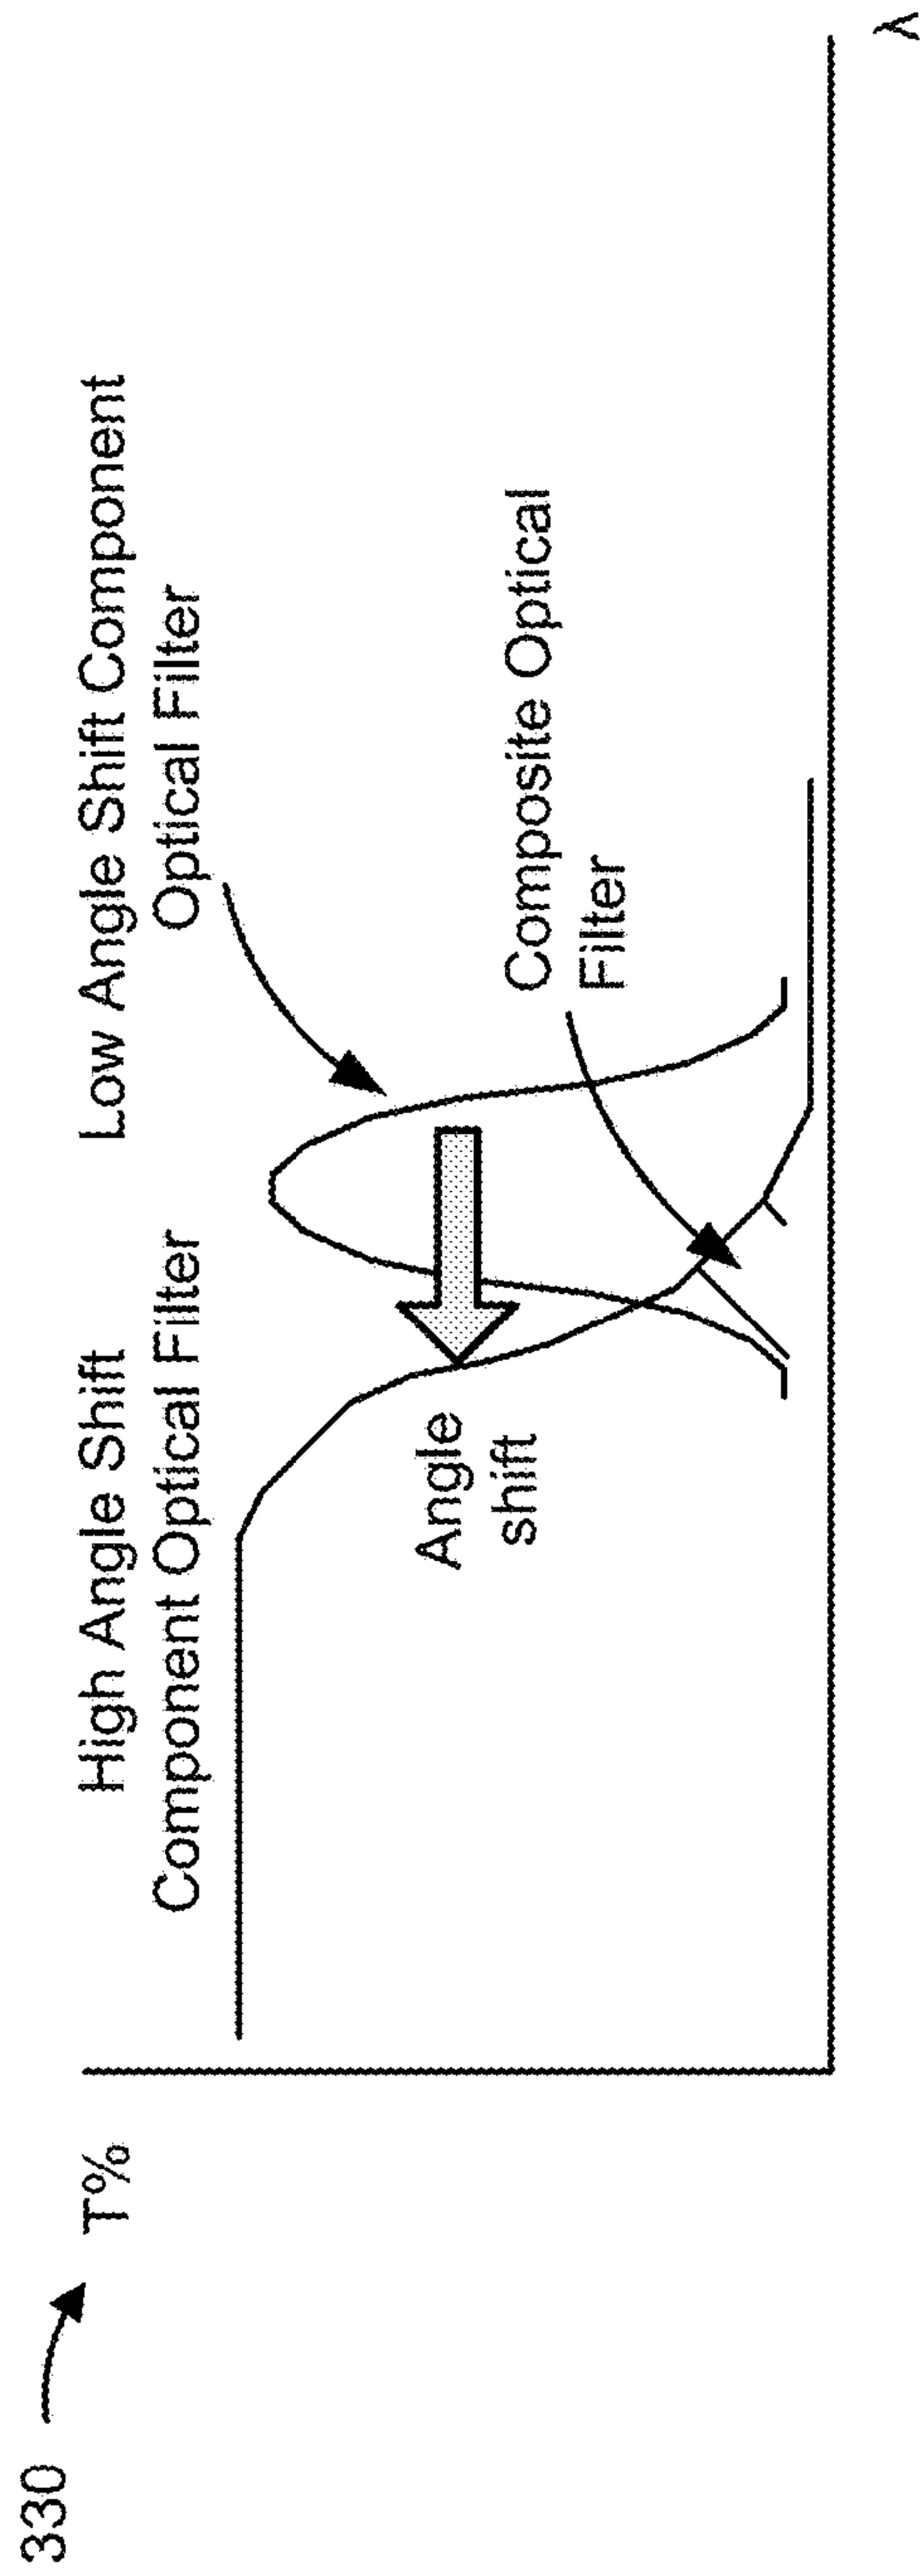 330
T%
High Angle Shift
Component Optical Filter
Low Angle Shift Component
Optical Filter
Angle
shift
Composite Optical
Filter
λ